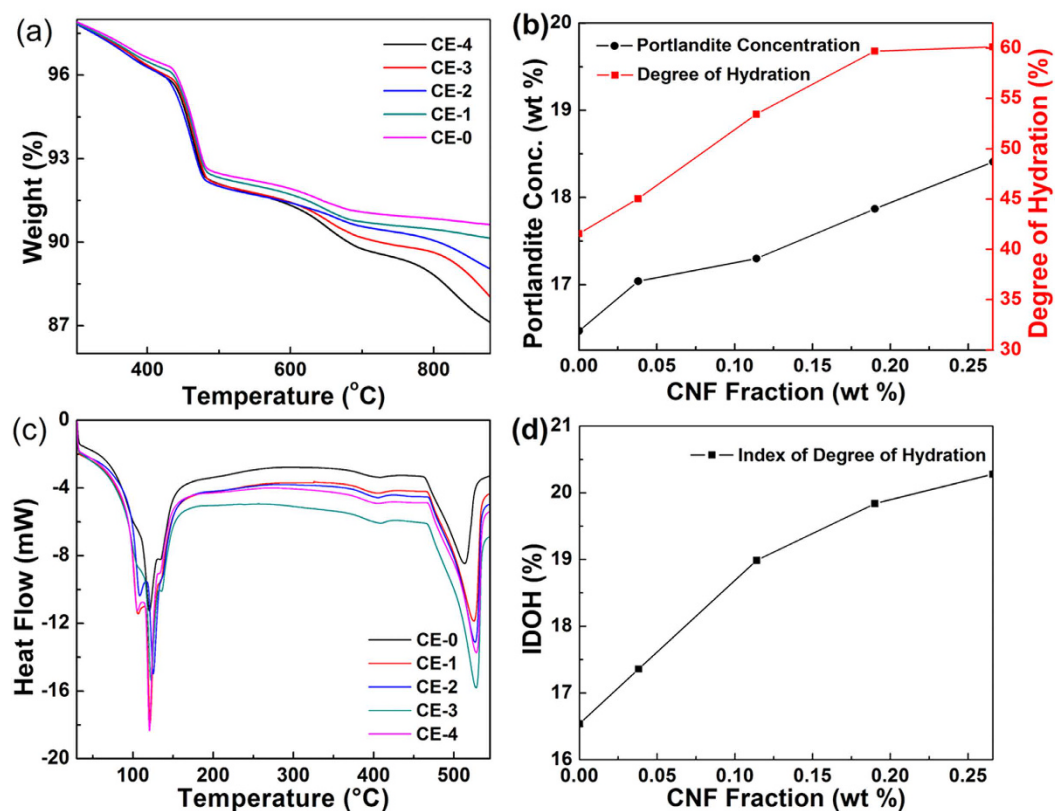 (a)
CE-4
CE-3
CE-2
CE-1
CE-0
96
93
90
87
Weight (%)
400 600 800
Temperature (°C)
(b)
Portlandite Concentration
Degree of Hydration
20
19
18
17
Portlandite Conc. (wt %)
60
55
50
45
40
35
30
Degree of Hydration (%)
0.00 0.05 0.10 0.15 0.20 0.25
CNF Fraction (wt %)
(c)
0
-4
-8
-12
-16
-20
Heat Flow (mW)
CE-0
CE-1
CE-2
CE-3
CE-4
100 200 300 400 500
Temperature (°C)
(d)
Index of Degree of Hydration
21
20
19
18
17
16
IDOH (%)
0.00 0.05 0.10 0.15 0.20 0.25
CNF Fraction (wt %)